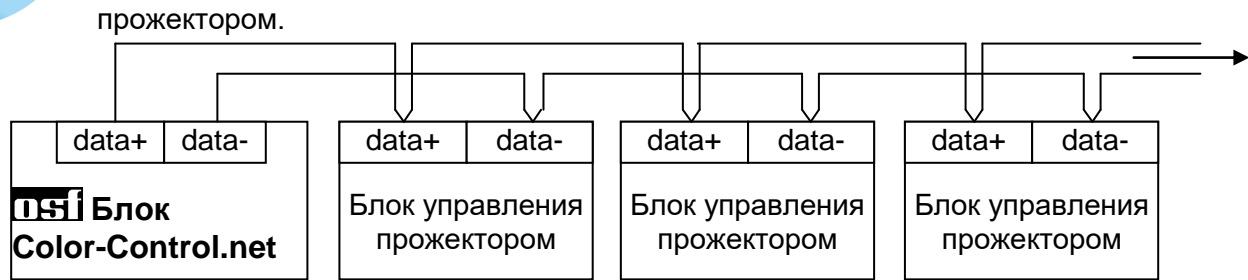 прожектором.
data+ data- data+ data- data+ data- data+ data-
osf Блок
Color-Control.net
Блок управления
прожектором
Блок управления
прожектором
Блок управления
прожектором